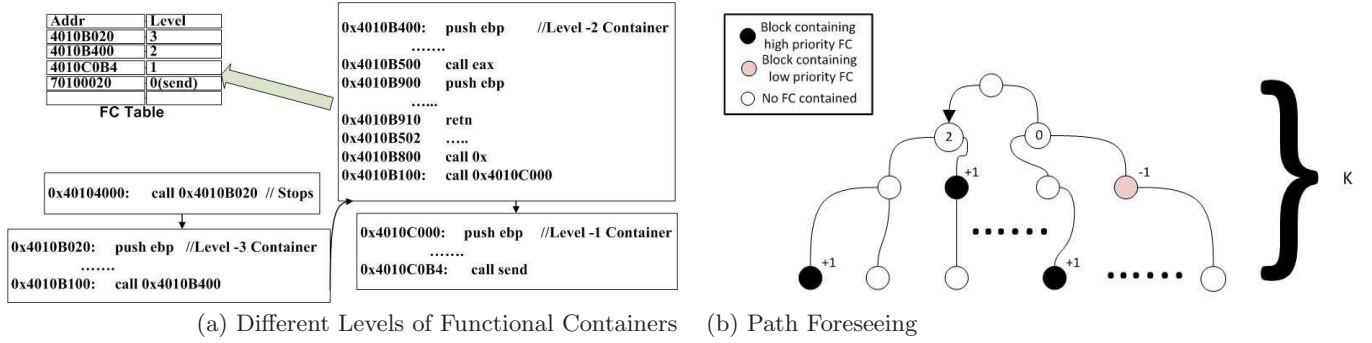 Addr Level
4010B020 3
4010B400 2
4010C0B4 1
70100020 0(send)
FC Table
0x40104000: call 0x4010B020 // Stops
0x4010B020: push ebp //Level -3 Container
.......
0x4010B100: call 0x4010B400
0x4010B400: push ebp //Level -2 Container
.......
0x4010B500 call eax
0x4010B900 push ebp
......
0x4010B910 retn
0x4010B502 .....
0x4010B800 call 0x
0x4010B100: call 0x4010C000
0x4010C000: push ebp //Level -1 Container
.......
0x4010C0B4: call send
(a) Different Levels of Functional Containers
Block containing
high priority FC
Block containing
low priority FC
No FC contained
2
0
+1
-1
+1
+1
......
......
K
(b) Path Foreseeing